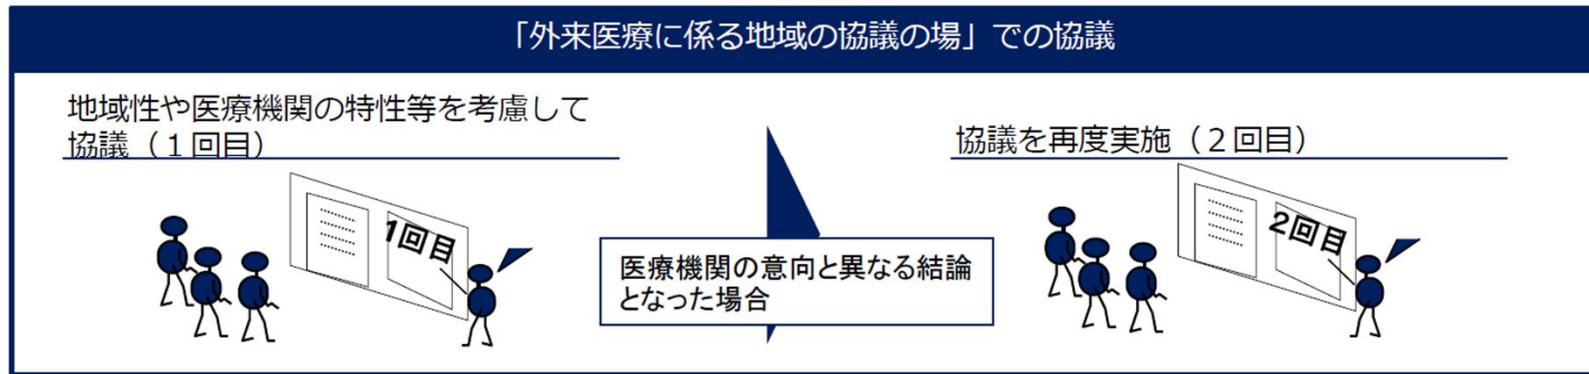 「外来医療に係る地域の協議の場」での協議
地域性や医療機関の特性等を考慮して
協議（１回目）
1回目
医療機関の意向と異なる結論
となった場合
協議を再度実施（２回目）
2回目